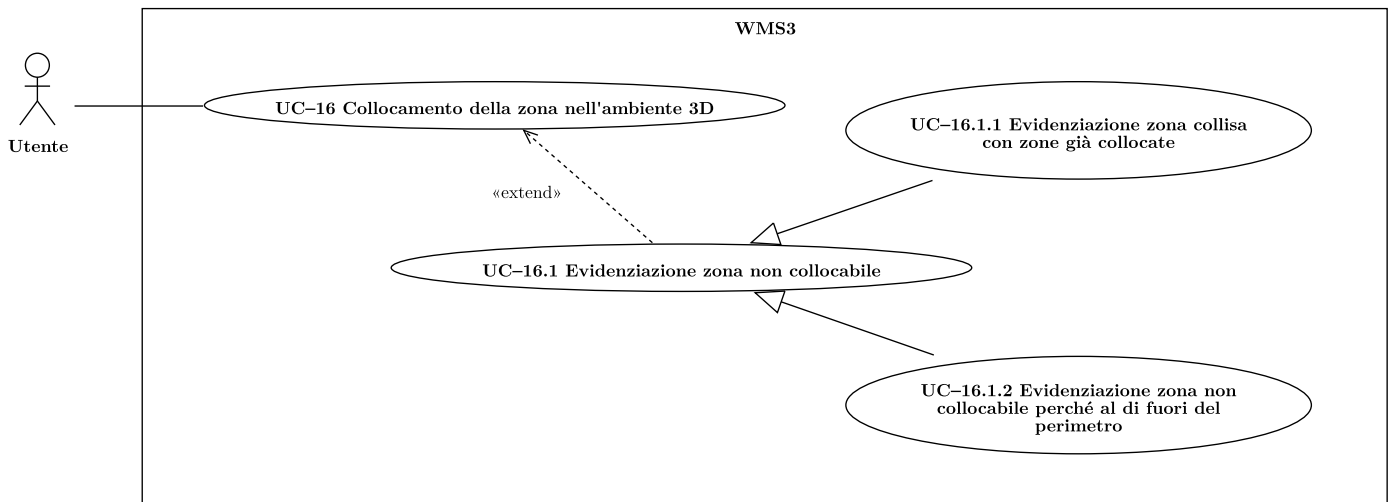 WMS3
Utente
UC–16 Collocamento della zona nell'ambiente 3D
UC–16.1.1 Evidenziazione zona collisa
con zone già collocate
«extend»
UC–16.1 Evidenziazione zona non collocabile
UC–16.1.2 Evidenziazione zona non
collocabile perché al di fuori del
perimetro